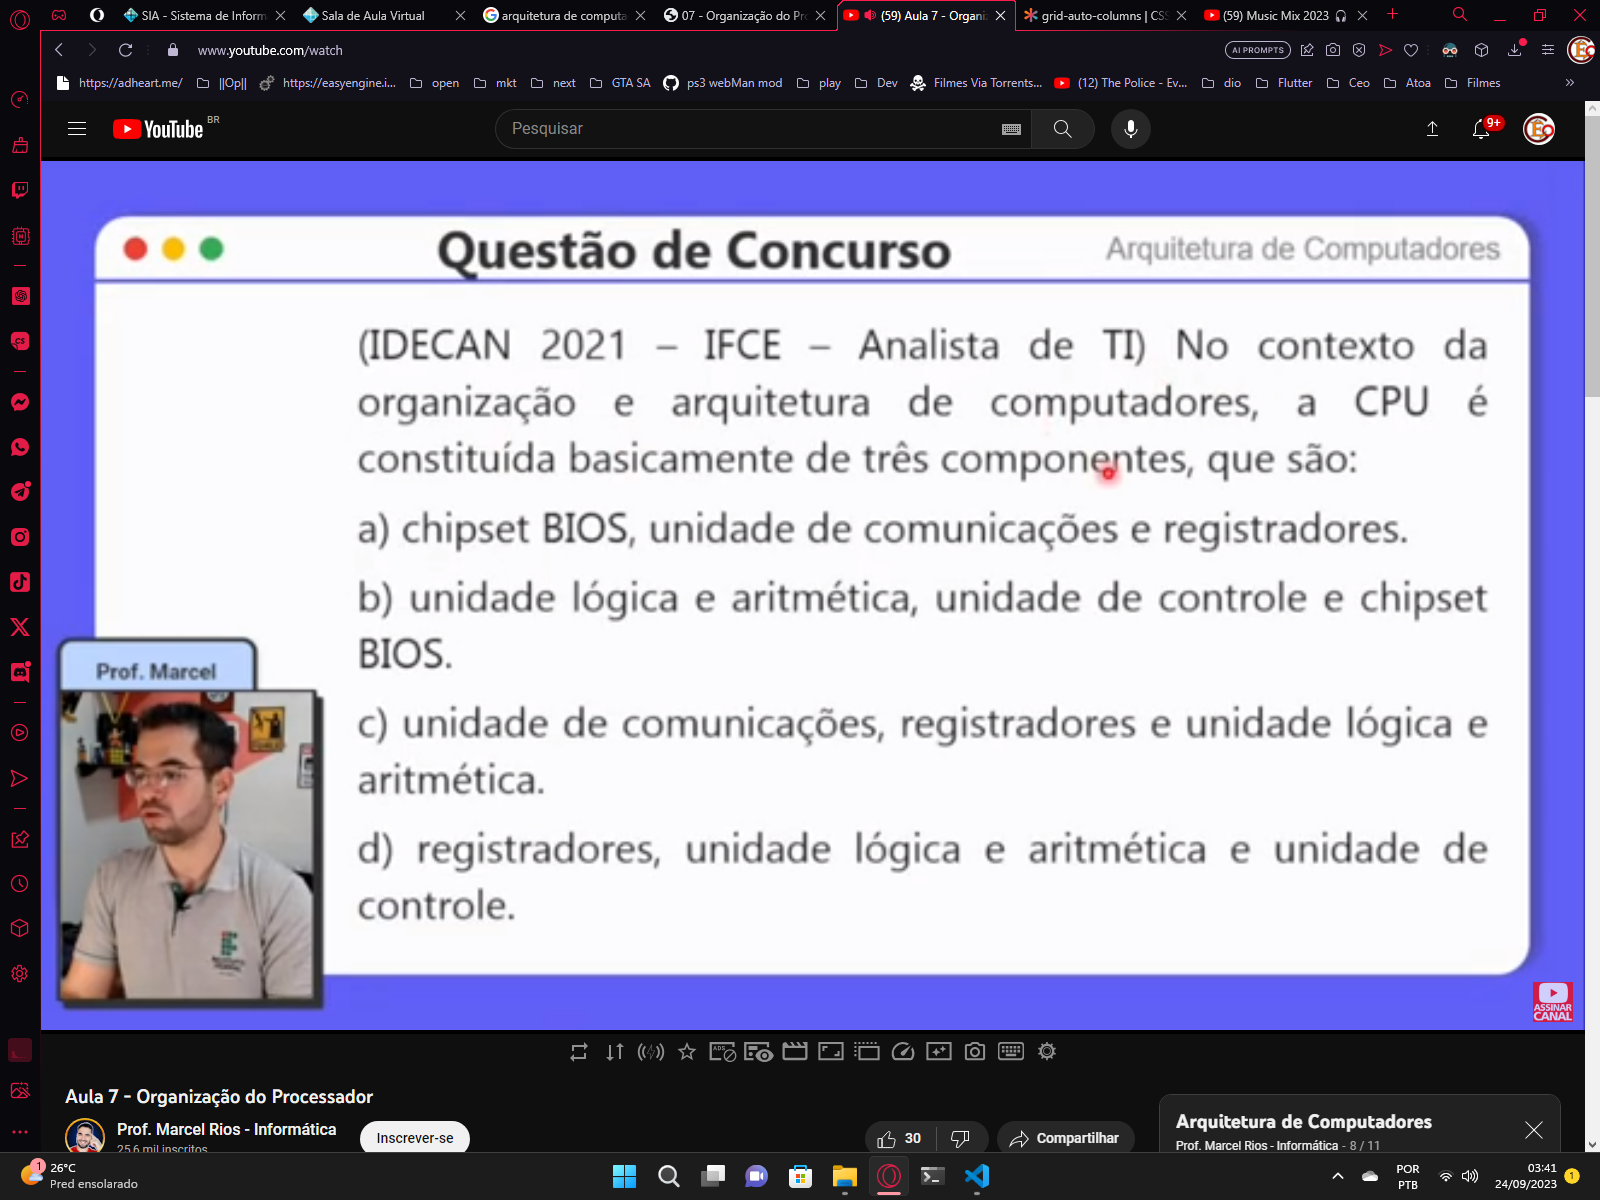 SIA - Sistema de Inform
Sala de Aula Virtual
arquitetura de computa
07 - Organização do Pr
(59) Aula 7 - Organi
grid-auto-columns | CSS
(59) Music Mix 2023
www.youtube.com/watch
AI PROMPTS
https://adheart.me/
||Op||
https://easyengine.i...
open
mkt
next
GTA SA
ps3 webMan mod
play
Dev
Filmes Via Torrents...
(12) The Police - Ev...
dio
Flutter
Ceo
Atoa
Filmes
YouTube BR
Pesquisar
9+
Questão de Concurso
Arquitetura de Computadores
(IDECAN 2021 – IFCE – Analista de TI) No contexto da
organização e arquitetura de computadores, a CPU é
constituída basicamente de três componentes, que são:
a) chipset BIOS, unidade de comunicações e registradores.
b) unidade lógica e aritmética, unidade de controle e chipset
BIOS.
c) unidade de comunicações, registradores e unidade lógica e
aritmética.
d) registradores, unidade lógica e aritmética e unidade de
controle.
Prof. Marcel
ASSINAR
CANAL
Aula 7 - Organização do Processador
Prof. Marcel Rios - Informática
25,6 mil inscritos
Inscrever-se
30
Compartilhar
Arquitetura de Computadores
Prof. Marcel Rios - Informática - 8 / 11
1
26°C
Pred ensolarado
POR
PTB
03:41
24/09/2023
1